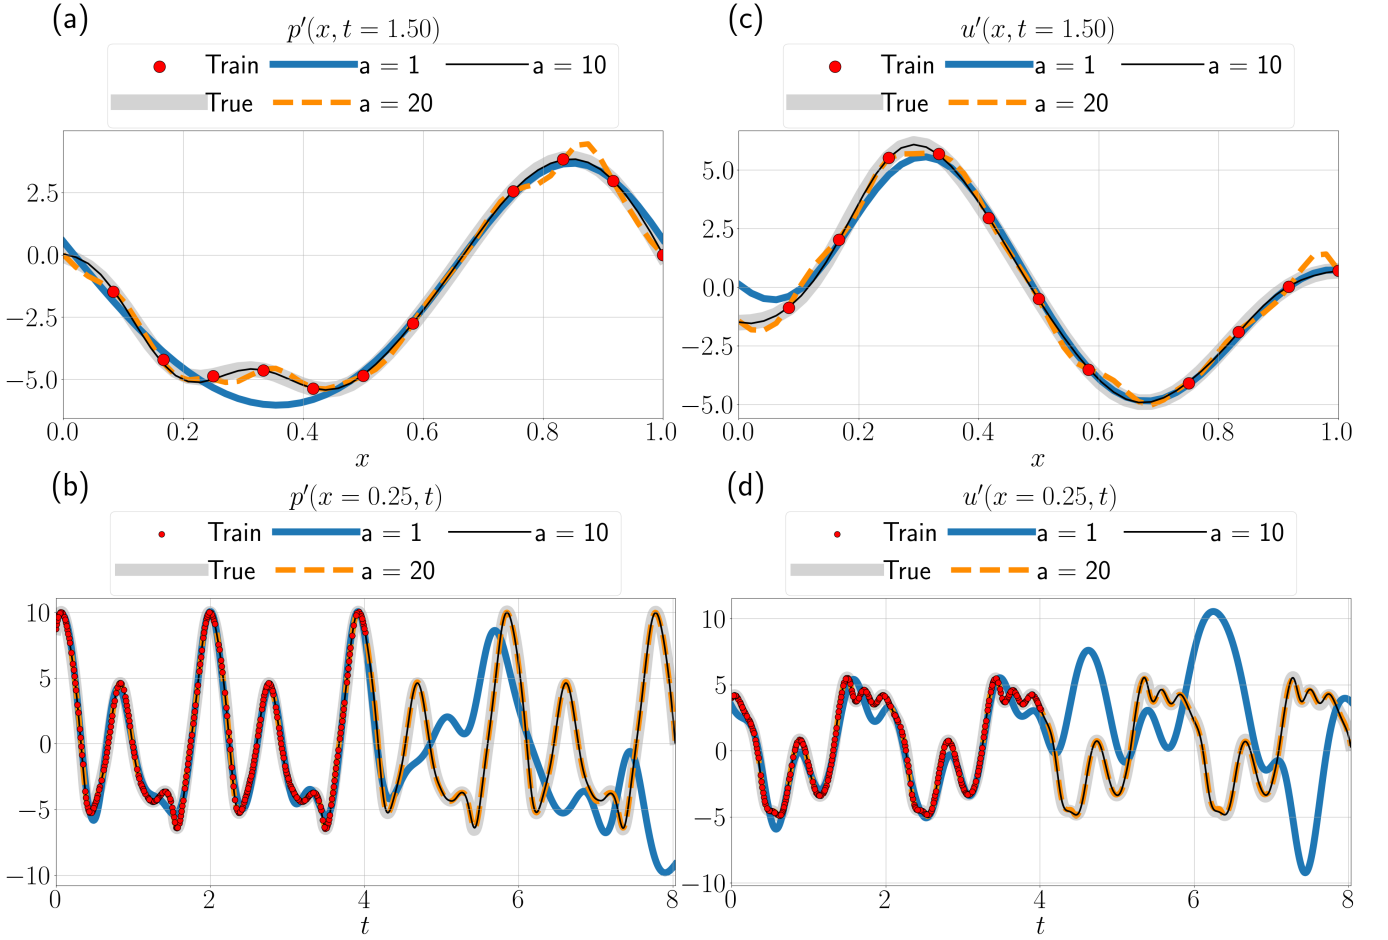 (a)
p′(x, t = 1.50)
Train a = 1 a = 10
True a = 20
2.5
0.0
−2.5
−5.0
0.0 0.2 0.4 0.6 0.8 1.0
x
(c)
u′(x, t = 1.50)
Train a = 1 a = 10
True a = 20
5.0
2.5
0.0
−2.5
−5.0
0.0 0.2 0.4 0.6 0.8 1.0
x
(b)
p′(x = 0.25, t)
Train a = 1 a = 10
True a = 20
10
5
0
−5
−10
0 2 4 6 8
t
(d)
u′(x = 0.25, t)
Train a = 1 a = 10
True a = 20
10
5
0
−5
−10
0 2 4 6 8
t